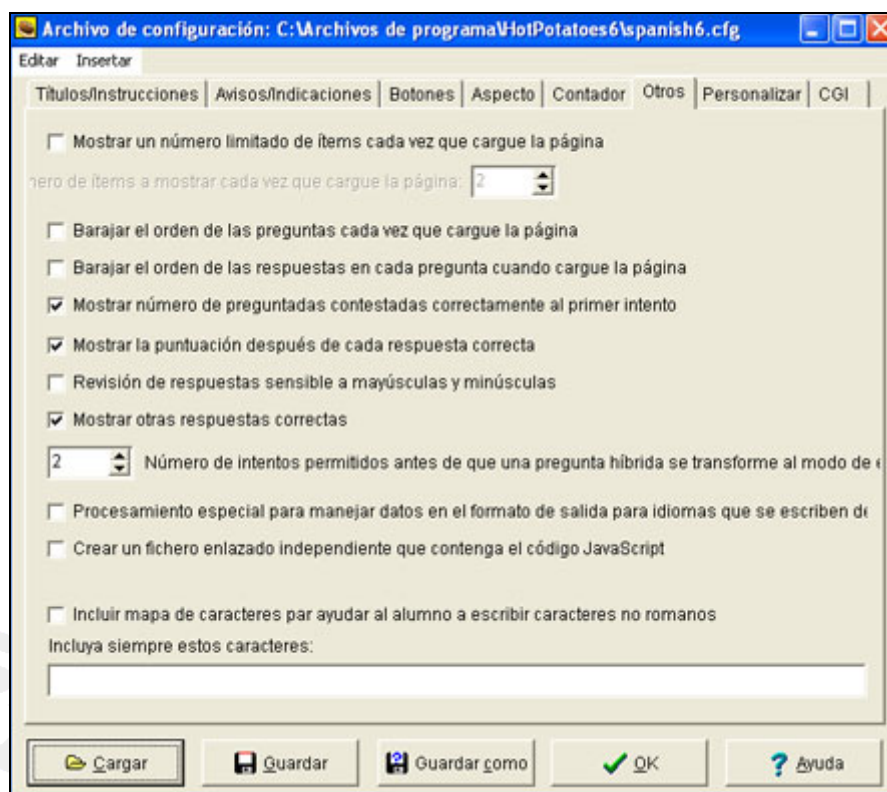 Archivo de configuración: C:\Archivos de programa\HotPotatoes6\spanish6.cfg
Editar Insertar
Títulos/Instrucciones Avisos/Indicaciones Botones Aspecto Contador Otros Personalizar CGI
Mostrar un número limitado de ítems cada vez que cargue la página
nero de ítems a mostrar cada vez que cargue la página: 2
Barajar el orden de las preguntas cada vez que cargue la página
Barajar el orden de las respuestas en cada pregunta cuando cargue la página
Mostrar número de preguntadas contestadas correctamente al primer intento
Mostrar la puntuación después de cada respuesta correcta
Revisión de respuestas sensible a mayúsculas y minúsculas
Mostrar otras respuestas correctas
2 Número de intentos permitidos antes de que una pregunta híbrida se transforme al modo de
Procesamiento especial para manejar datos en el formato de salida para idiomas que se escriben de
Crear un fichero enlazado independiente que contenga el código JavaScript
Incluir mapa de caracteres par ayudar al alumno a escribir caracteres no romanos
Incluya siempre estos caracteres:
Cargar Guardar Guardar como OK Ayuda